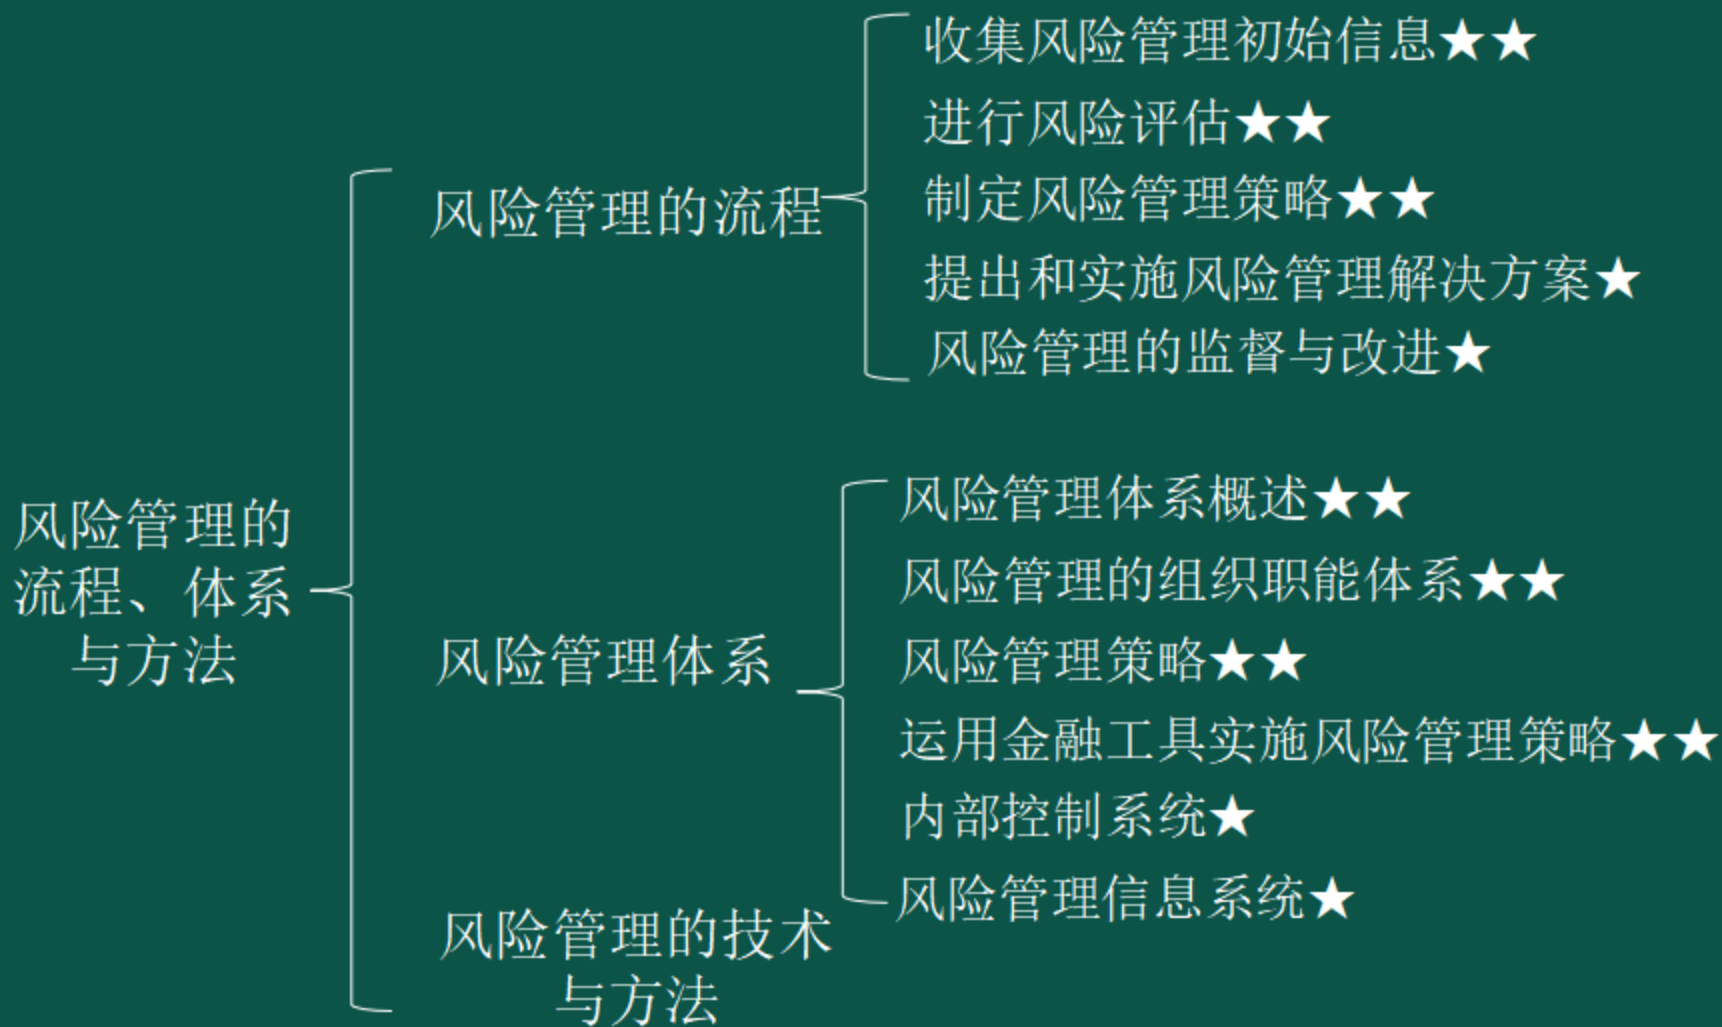 风险管理的
流程、体系
与方法
风险管理的流程
收集风险管理初始信息★★
进行风险评估★★
制定风险管理策略★★
提出和实施风险管理解决方案★
风险管理的监督与改进★
风险管理体系
风险管理体系概述★★
风险管理的组织职能体系★★
风险管理策略★★
运用金融工具实施风险管理策略★★
内部控制系统★
风险管理信息系统★
风险管理的技术
与方法